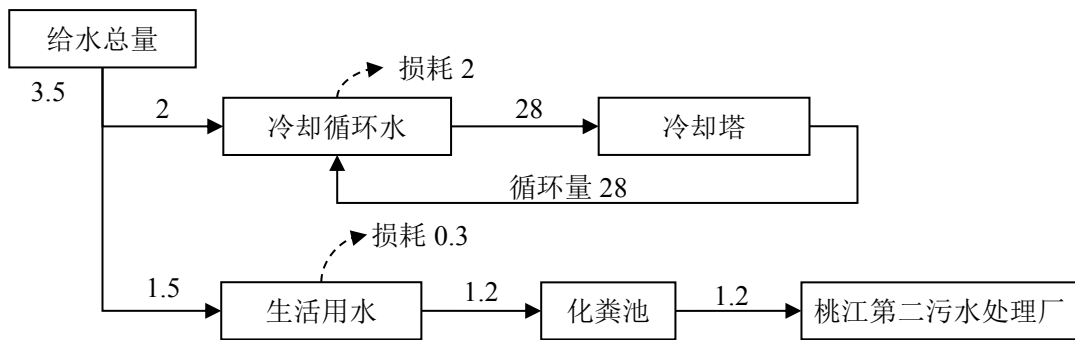 给水总量
3.5
损耗 2
2
冷却循环水
28
冷却塔
循环量 28
损耗 0.3
1.5
生活用水
1.2
化粪池
1.2
桃江第二污水处理厂